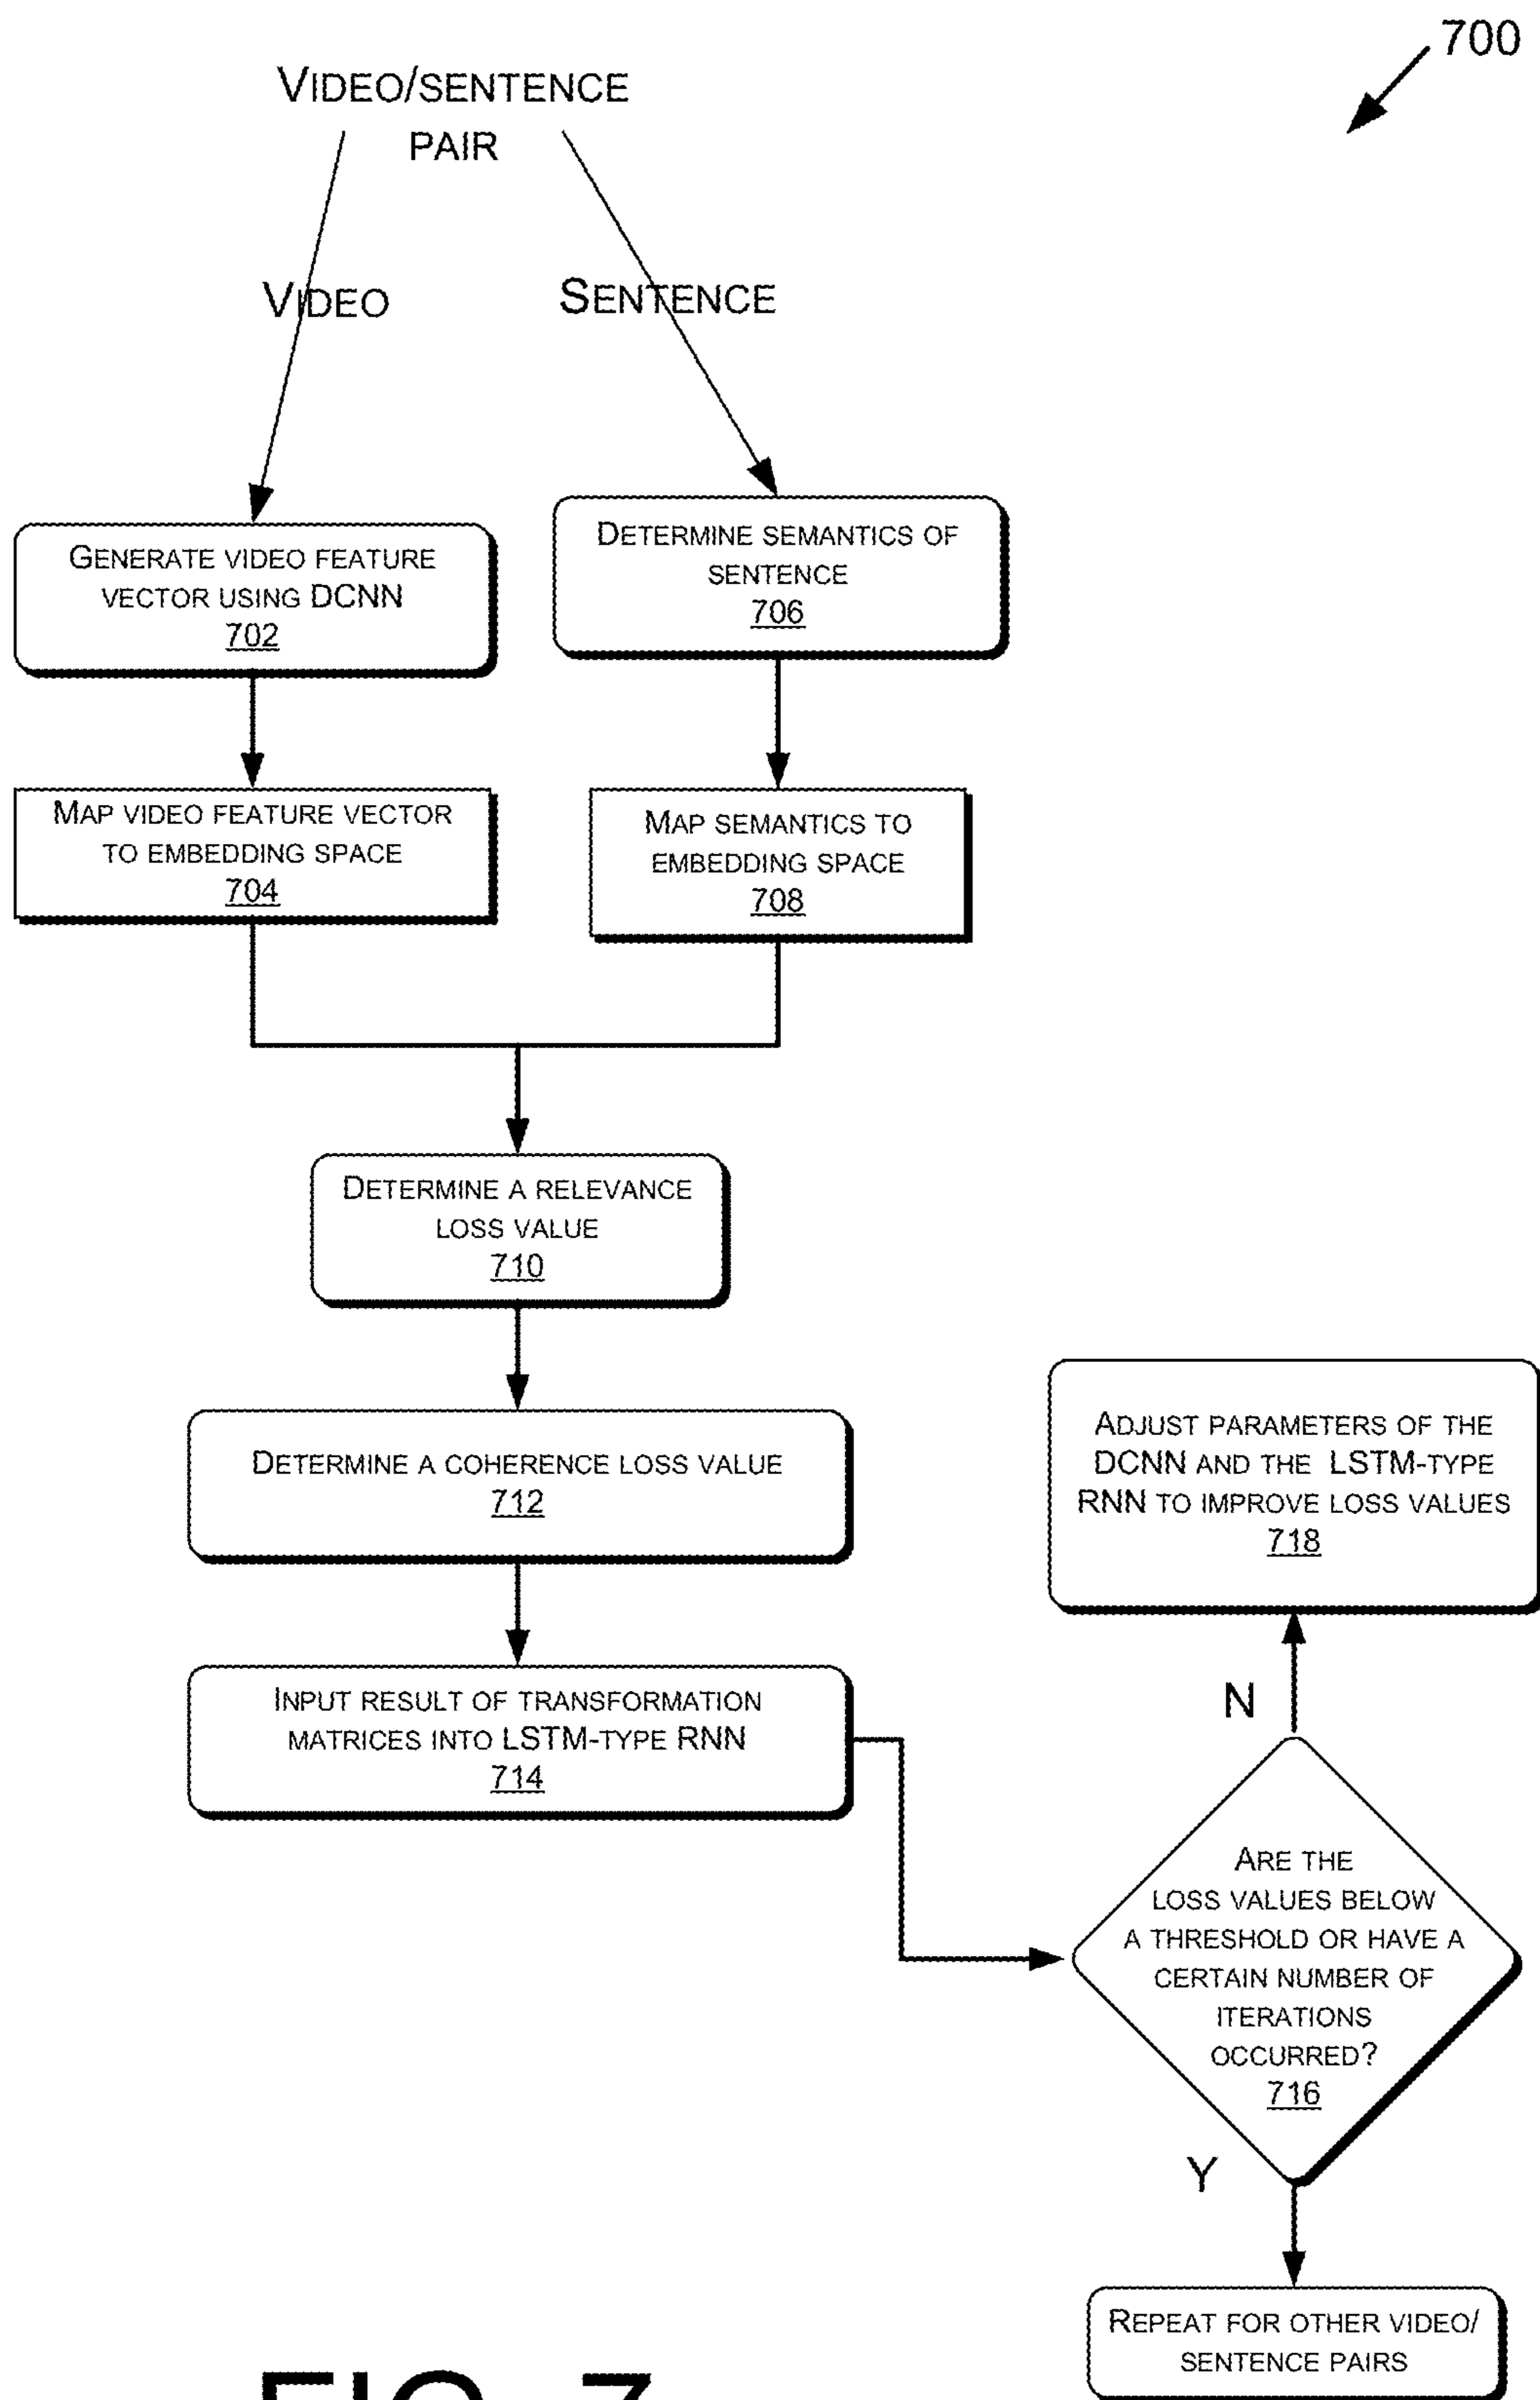 700
VIDEO/SENTENCE
PAIR
VIDEO
SENTENCE
GENERATE VIDEO FEATURE
VECTOR USING DCNN
702
DETERMINE SEMANTICS OF
SENTENCE
706
MAP VIDEO FEATURE VECTOR
TO EMBEDDING SPACE
704
MAP SEMANTICS TO
EMBEDDING SPACE
708
DETERMINE A RELEVANCE
LOSS VALUE
710
DETERMINE A COHERENCE LOSS VALUE
712
INPUT RESULT OF TRANSFORMATION
MATRICES INTO LSTM-TYPE RNN
714
ADJUST PARAMETERS OF THE
DCNN AND THE LSTM-TYPE
RNN TO IMPROVE LOSS VALUES
718
N
ARE THE
LOSS VALUES BELOW
A THRESHOLD OR HAVE A
CERTAIN NUMBER OF
ITERATIONS
OCCURRED?
716
Y
REPEAT FOR OTHER VIDEO/
SENTENCE PAIRS
FIG. 7